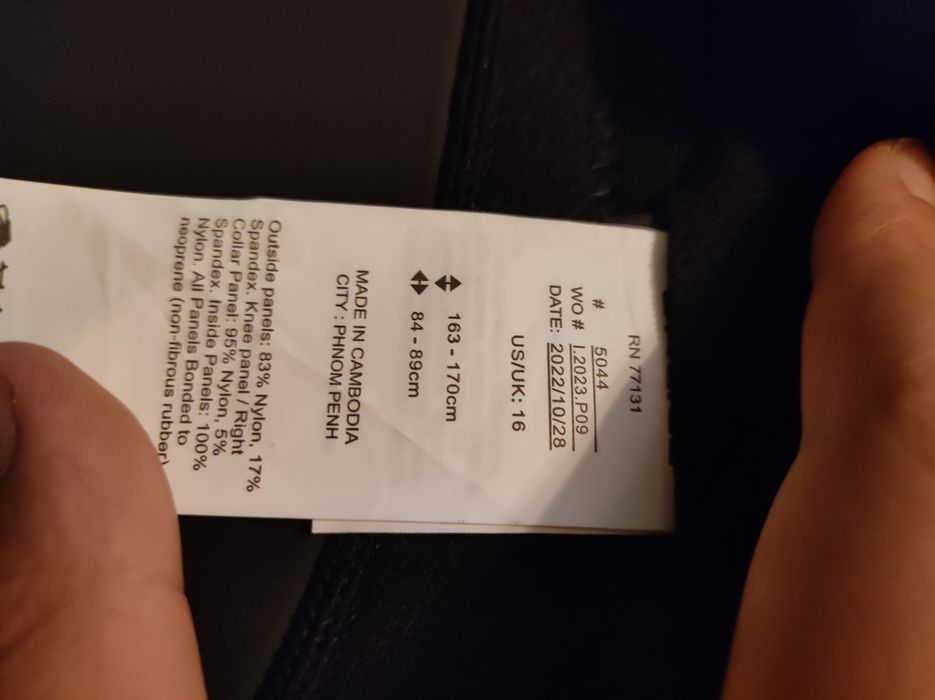 RN 77131
# 5044
WO # I.2023.P09
DATE: 2022/10/28
US/UK: 16
163 - 170cm
84 - 89cm
MADE IN CAMBODIA
CITY : PHNOM PENH
Outside panels: 83% Nylon, 17%
Spandex. Knee panel / Right
Collar Panel: 95% Nylon, 5%
Spandex. Inside Panels: 100%
Nylon. All Panels Bonded to
neoprene (non-fibrous rubber)